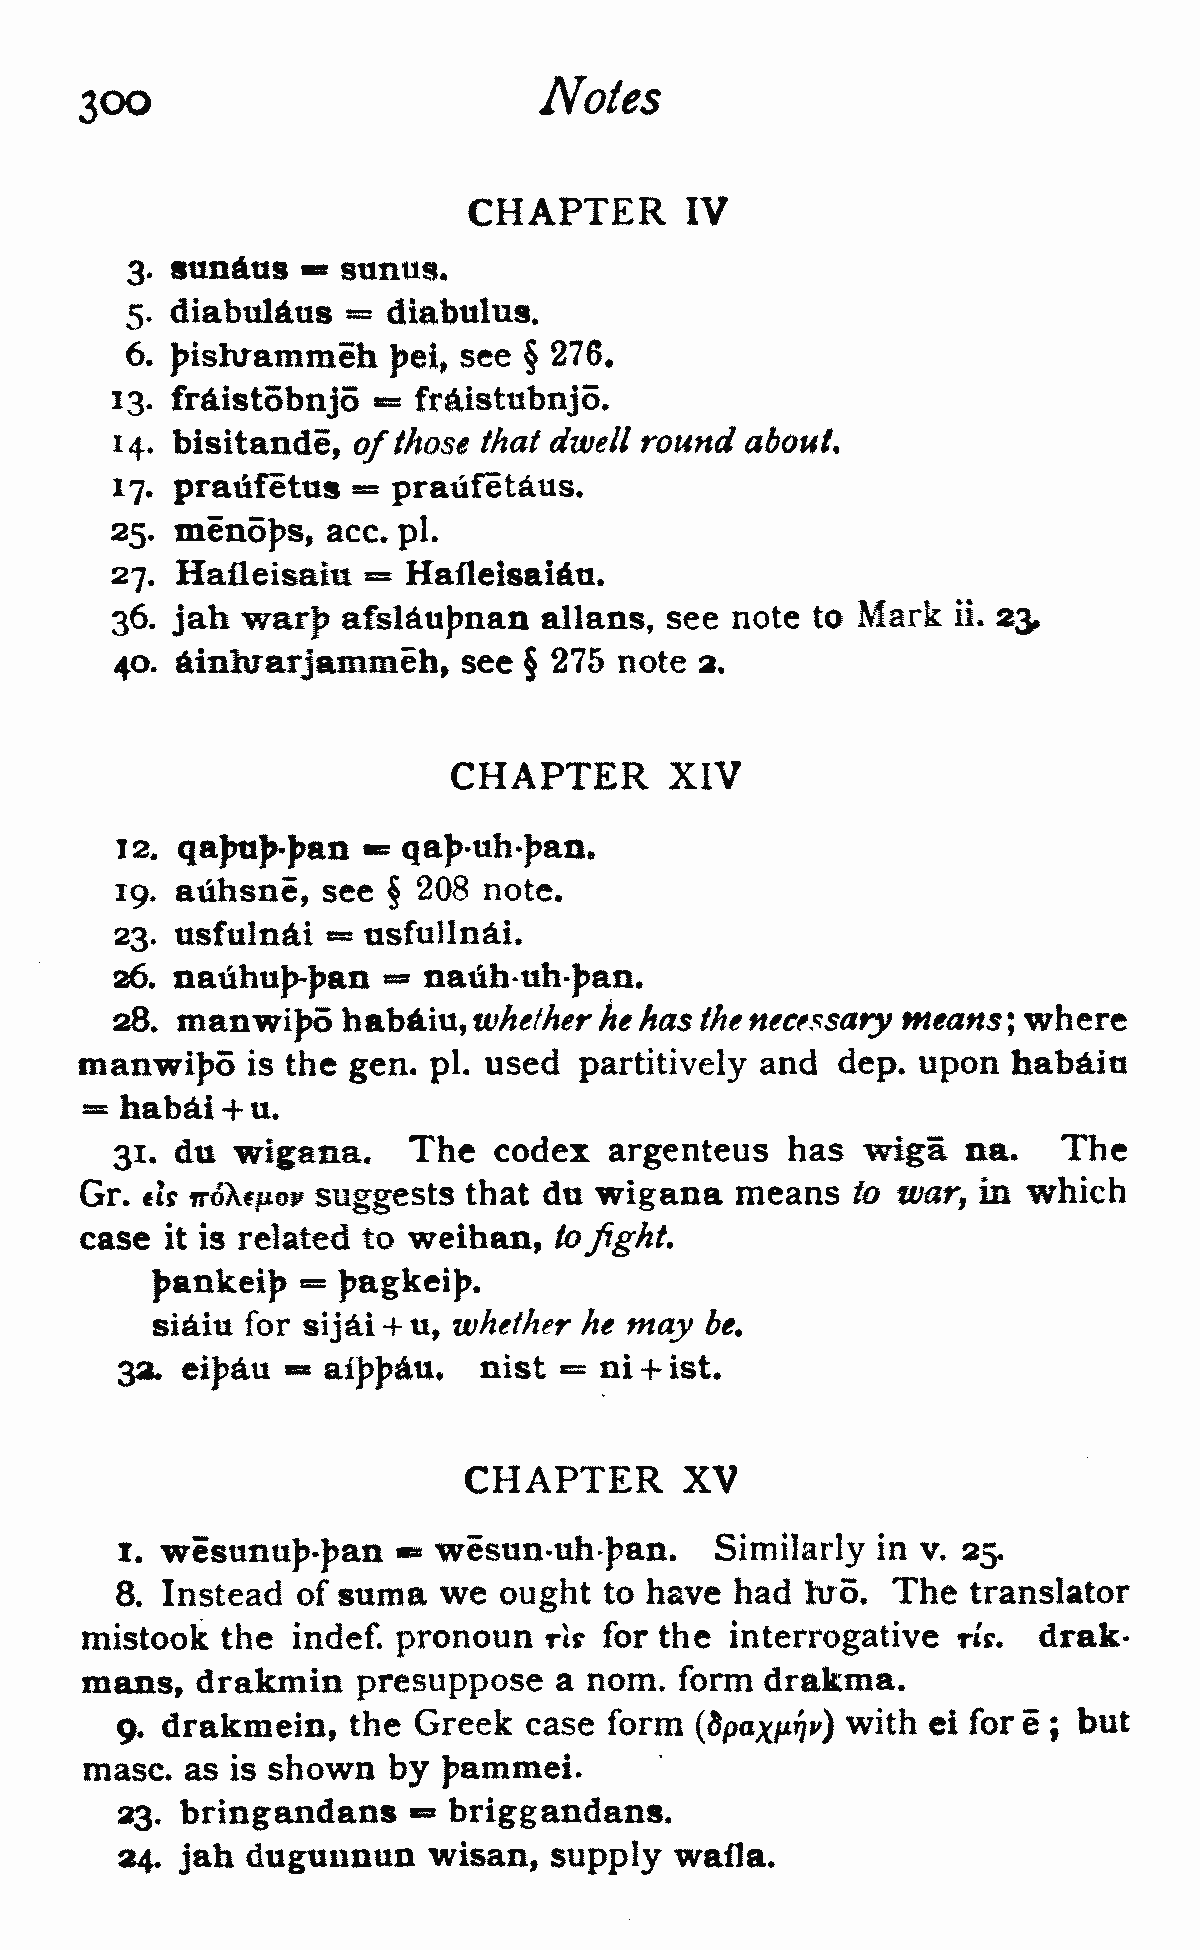 300 Notes
CHAPTER IV
3. sunáus = sunus.
5. diabuláus = diabulus.
6. þisƕammēh þei, see § 276.
13. fráistōbnjō = fráistubnjō.
14. bisitandē, of those that dwell round about.
17. praúfētus = praúfētáus.
25. mēnōþs, acc. pl.
27. Haíleisaiu = Haíleisaiáu.
36. jah warþ afsláuþnan allans, see note to Mark ii. 23.
40. áinƕarjammēh, see § 275 note 2.
CHAPTER XIV
12. qaþuþ-þan = qaþ-uh-þan.
19. aúhsnē, see § 208 note.
23. usfulnái = usfullnái.
26. naúhuþ-þan = naúh-uh-þan.
28. manwiþō habáiu, whether he has the necessary means; where
manwiþō is the gen. pl. used partitively and dep. upon habáiu
= habái + u.
31. du wigana. The codex argenteus has wigā na. The
Gr. εἰς πόλεμον suggests that du wigana means to war, in which
case it is related to weihan, to fight.
þankeiþ = þagkeiþ.
siáiu for sijái + u, whether he may be.
32. eiþáu = aíþþáu. nist = ni + ist.
CHAPTER XV
1. wēsunuþ-þan = wēsun-uh-þan. Similarly in v. 25.
8. Instead of suma we ought to have had ƕō. The translator
mistook the indef. pronoun τὶς for the interrogative τίς. drak-
mans, drakmin presuppose a nom. form drakma.
9. drakmein, the Greek case form (δραχμήν) with ei for ē; but
masc. as is shown by þammei.
23. bringandans = briggandans.
24. jah dugunnun wisan, supply waíla.